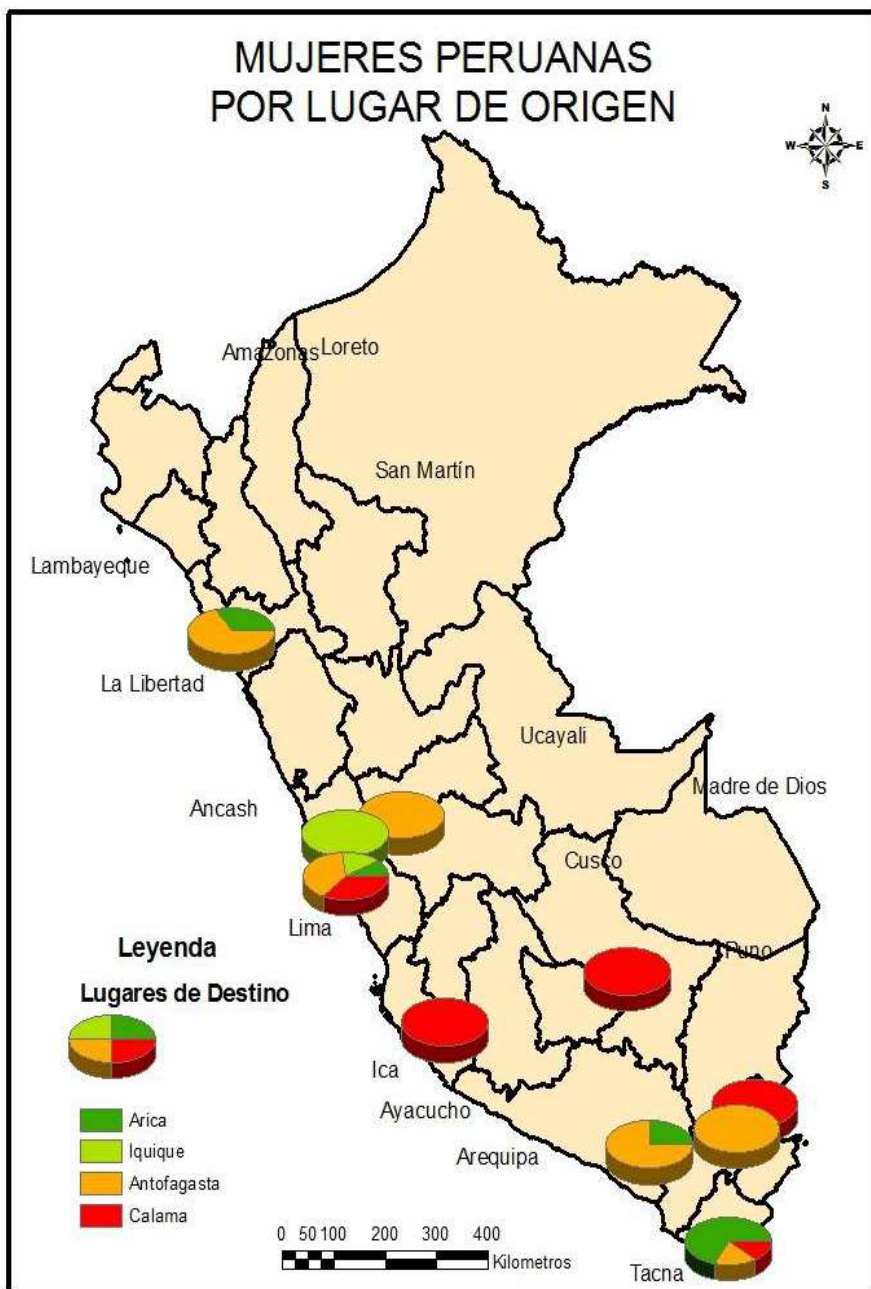 MUJERES PERUANAS
POR LUGAR DE ORIGEN
N
W
E
S
Amazonas
Loreto
San Martín
Lambayeque
La Libertad
Ucayali
Madre de Dios
Ancash
Cusco
Lima
Puno
Leyenda
Lugares de Destino
Ica
Ayacucho
Arequipa
Arica
Iquique
Antofagasta
Calama
0 50 100 200 300 400
Kilometros
Tacna